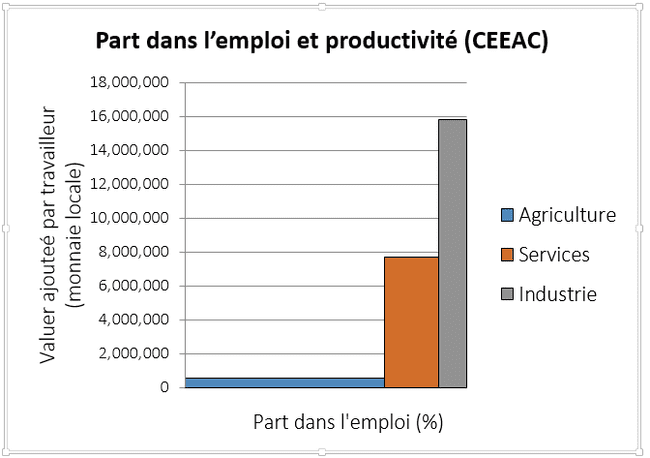 Part dans l’emploi et productivité (CEEAC)
Valuer ajouteé par travailleur
(monnaie locale)
18,000,000
16,000,000
14,000,000
12,000,000
10,000,000
8,000,000
6,000,000
4,000,000
2,000,000
0
Agriculture
Services
Industrie
Part dans l'emploi (%)